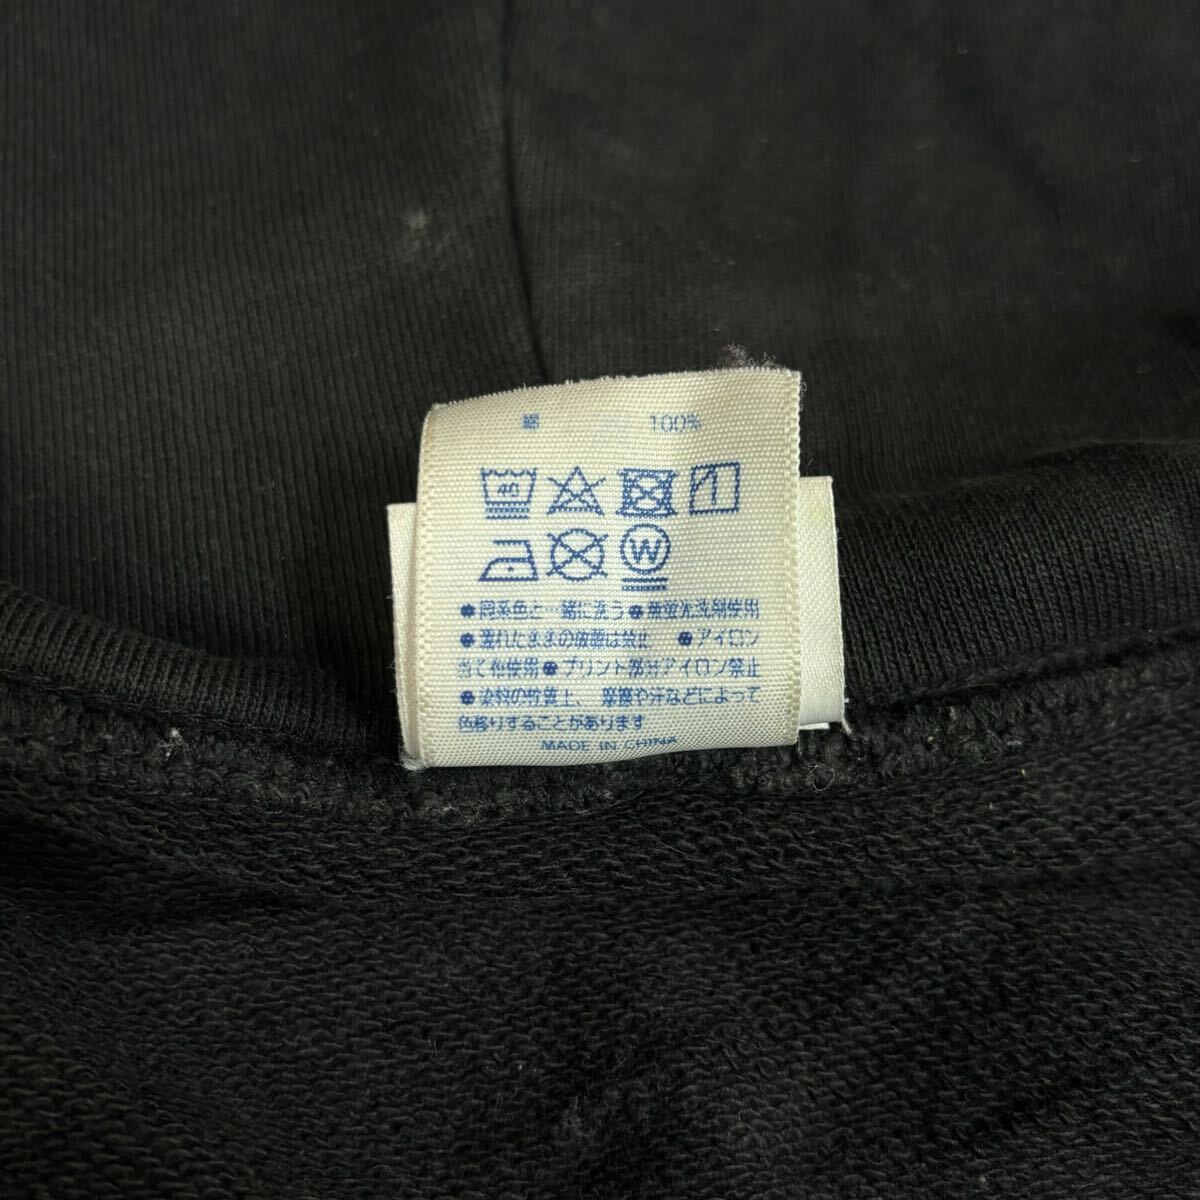 綿 100%
40
W
●同系色と一緒に洗う ●無蛍光洗剤使用
●濡れたままの放置は禁止 ●アイロン
当て布使用 ●プリント部分アイロン禁止
●染料の性質上、摩擦や汗などによって
色移りすることがあります
MADE IN CHINA